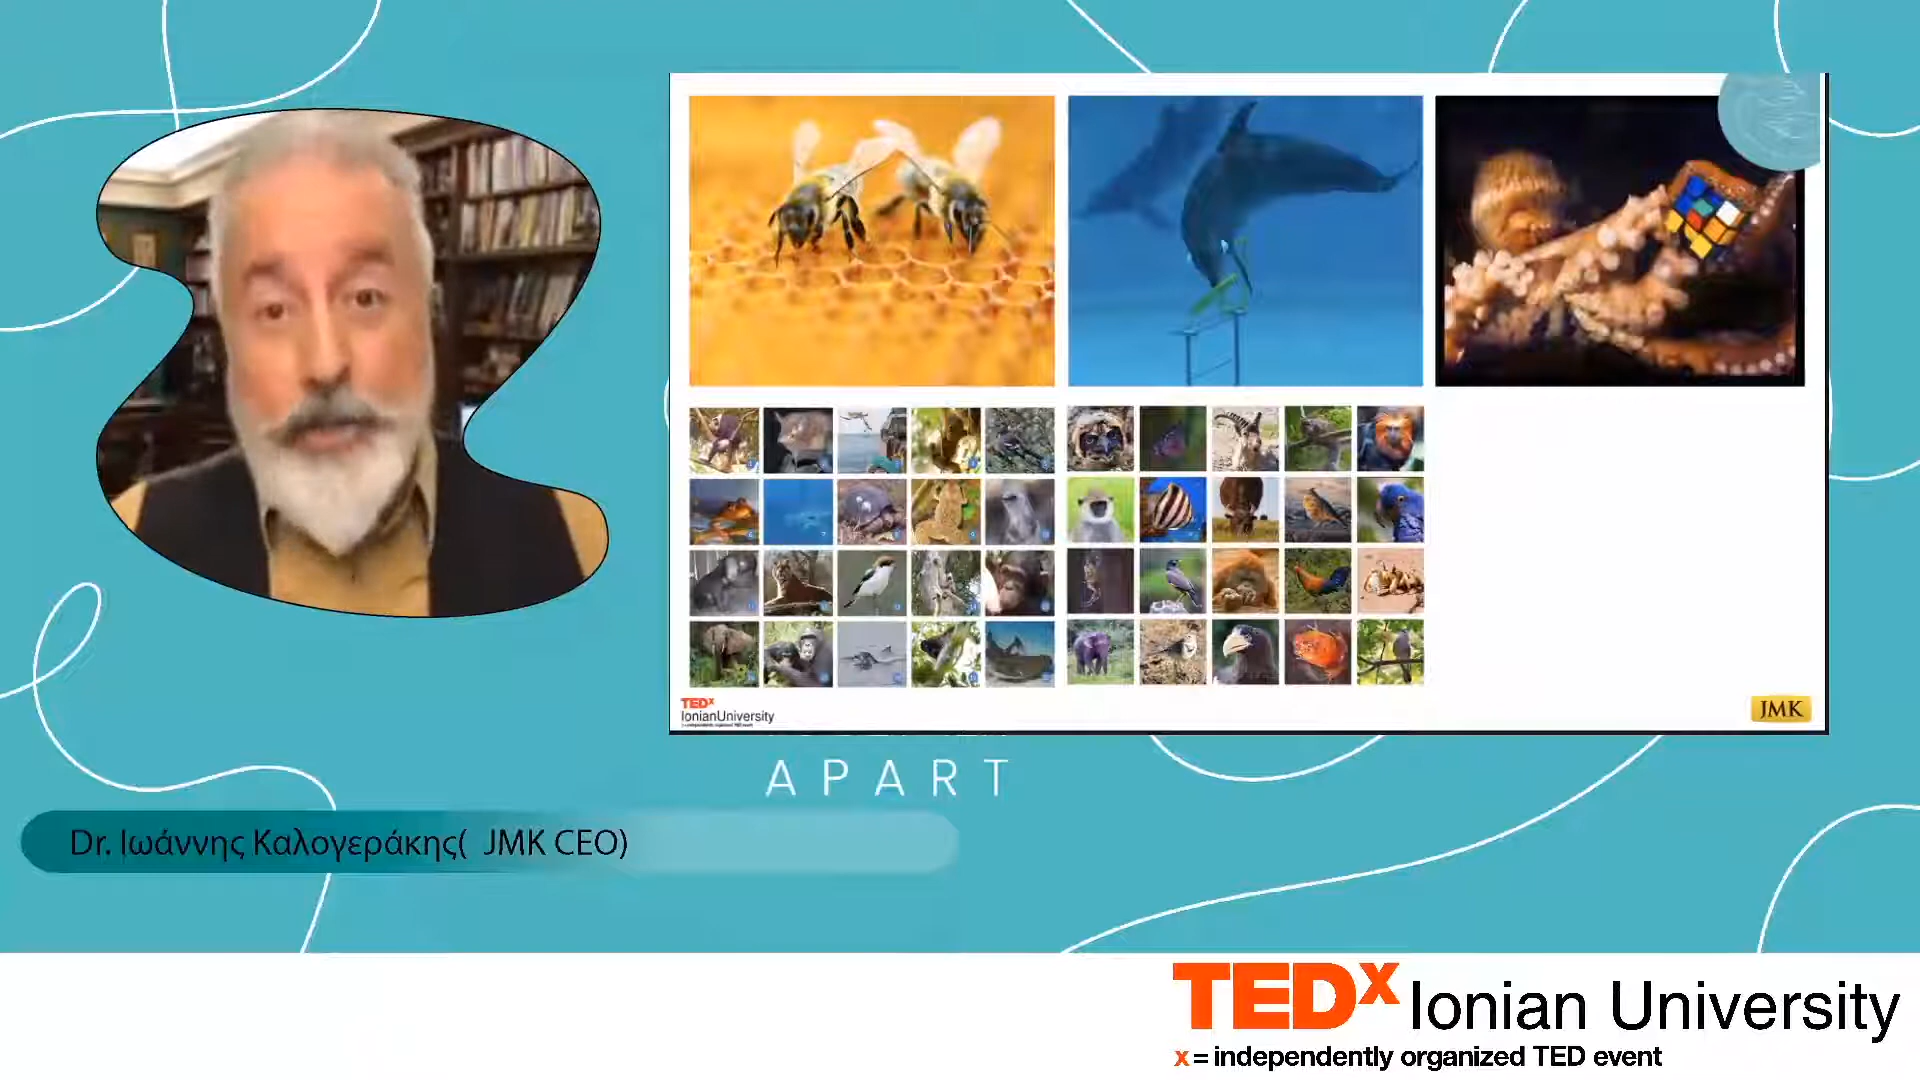 TEDx
IonianUniversity
JMK
APART
Dr. Ιωάννης Καλογεράκης( JMK CEO)
TEDx Ionian University
x = independently organized TED event